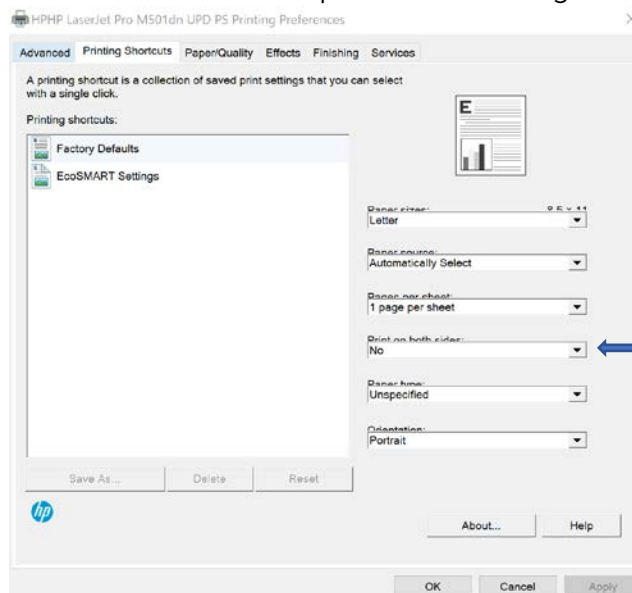 HPHP LaserJet Pro M501dn UPD PS Printing Preferences
Advanced Printing Shortcuts Paper/Quality Effects Finishing Services
A printing shortcut is a collection of saved print settings that you can select
with a single click.
Printing shortcuts:
Factory Defaults
EcoSMART Settings
E
Paper sizes: 8.5 × 11
Letter
Paper source:
Automatically Select
Pages per sheet:
1 page per sheet
Print on both sides:
No
Paper type:
Unspecified
Orientation:
Portrait
Save As... Delete Reset
hp
About... Help
OK Cancel Apply